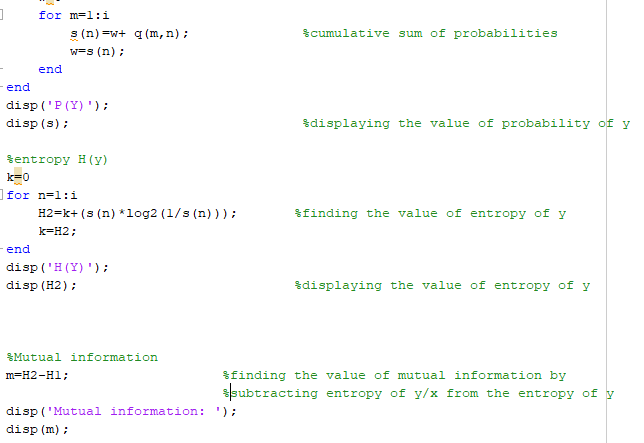 for m=1:i
s(n)=w+ q(m,n); %cumulative sum of probabilities
w=s(n);
end
end
disp('P(Y)');
disp(s); %displaying the value of probability of y
%entropy H(y)
k=0
for n=1:i
H2=k+(s(n)*log2(1/s(n))); %finding the value of entropy of y
k=H2;
end
disp('H(Y)');
disp(H2); %displaying the value of entropy of y
%Mutual information
m=H2-H1; %finding the value of mutual information by
%subtracting entropy of y/x from the entropy of y
disp('Mutual information: ');
disp(m);